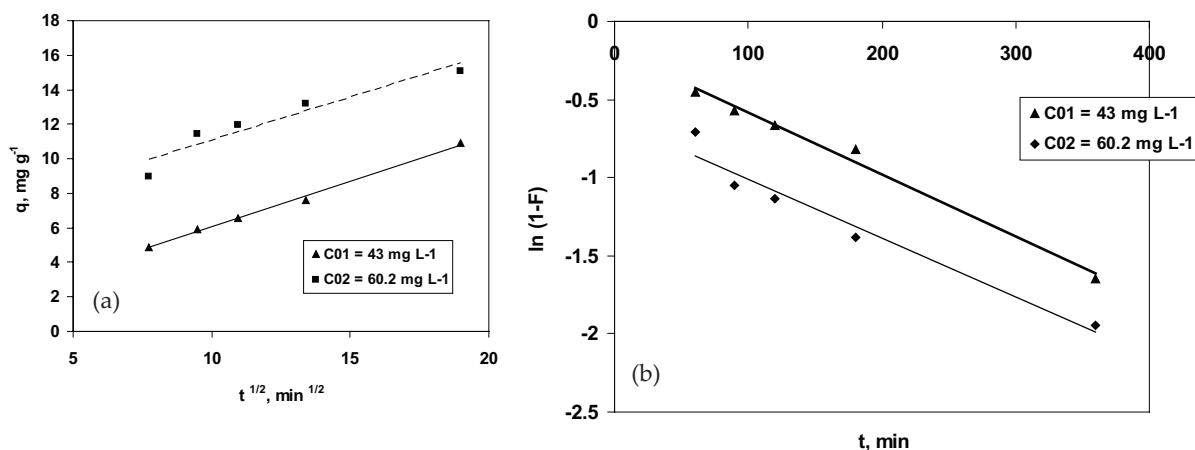 18
16
14
12
10
8
6
4
2
0
q, mg g-1
C01 = 43 mg L-1
C02 = 60.2 mg L-1
(a)
5
10
15
20
t 1/2, min 1/2
0
100
200
300
400
-0
-0.5
-1
-1.5
-2
-2.5
ln (1-F)
C01 = 43 mg L-1
C02 = 60.2 mg L-1
(b)
t, min